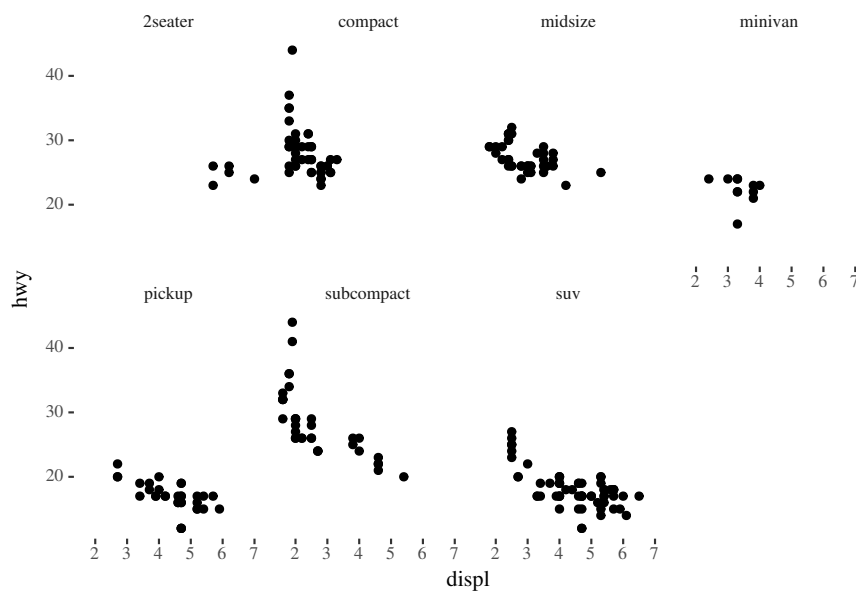 2seater compact midsize minivan
40
30
20
2 3 4 5 6 7
hwy
pickup subcompact suv
40
30
20
2 3 4 5 6 7 2 3 4 5 6 7 2 3 4 5 6 7
displ